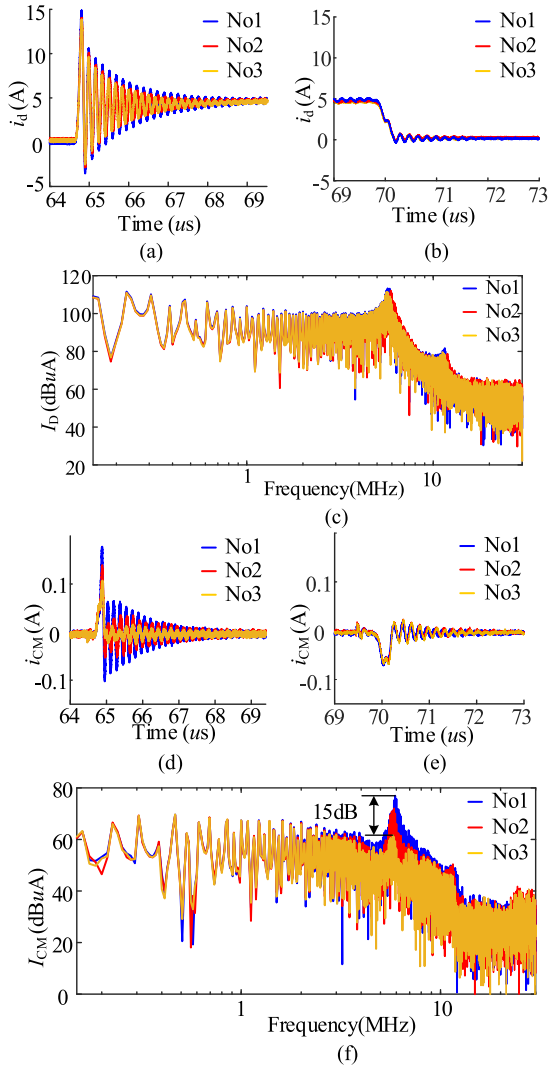 15
10
5
0
-5
i_d (A)
No1
No2
No3
64 65 66 67 68 69
Time (us)
(a)
15
10
5
0
-5
i_d (A)
No1
No2
No3
69 70 71 72 73
Time (us)
(b)
120
100
80
60
40
20
I_D (dBuA)
No1
No2
No3
1 10
Frequency(MHz)
(c)
0.1
0
-0.1
i_CM (A)
No1
No2
No3
64 65 66 67 68 69
Time (us)
(d)
0.1
0
-0.1
i_CM (A)
No1
No2
No3
69 70 71 72 73
Time (us)
(e)
80
60
40
20
0
I_CM (dBuA)
15dB
No1
No2
No3
1 10
Frequency(MHz)
(f)